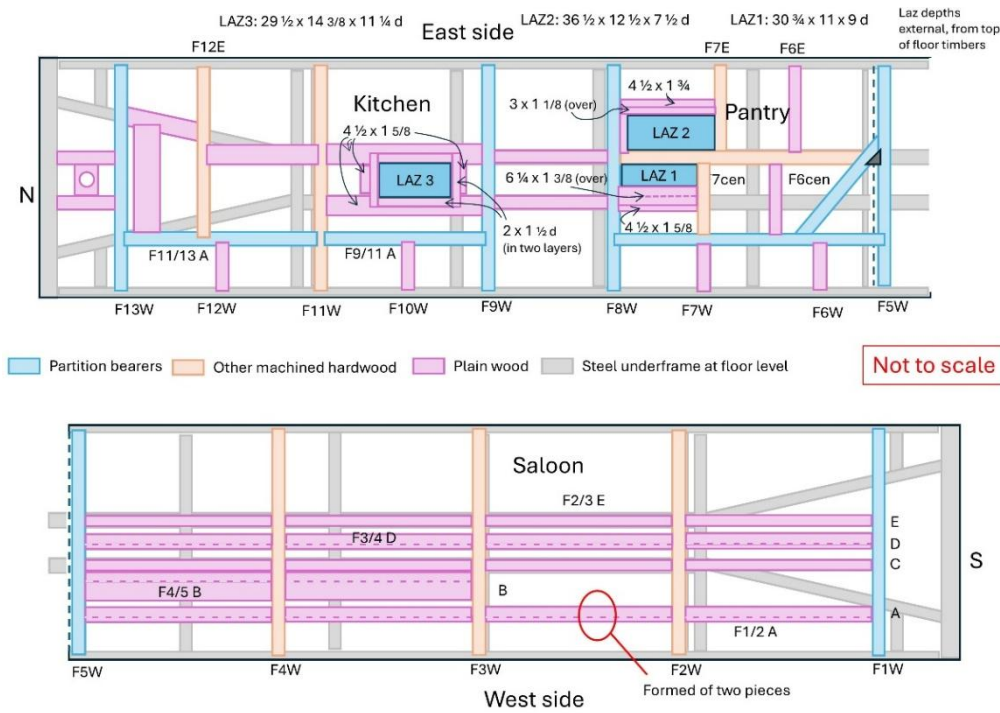 LAZ3: 29 ½ x 14 3/8 x 11 ¼ d
LAZ2: 36 ½ x 12 ½ x 7 ½ d
LAZ1: 30 ¾ x 11 x 9 d
Laz depths
external, from top
of floor timbers
East side
F12E
F7E
F6E
Kitchen
4 ½ x 1 5/8
3 x 1 1/8 (over)
4 ½ x 1 ¾
Pantry
LAZ 2
N
LAZ 3
LAZ 1
6 ¼ x 1 3/8 (over)
7cen
F6cen
2 x 1 ½ d
(in two layers)
4 ½ x 1 5/8
F11/13 A
F9/11 A
F13W
F12W
F11W
F10W
F9W
F8W
F7W
F6W
F5W
Partition bearers
Other machined hardwood
Plain wood
Steel underframe at floor level
Not to scale
Saloon
F2/3 E
E
F3/4 D
D
C
S
F4/5 B
B
A
F1/2 A
F5W
F4W
F3W
F2W
F1W
Formed of two pieces
West side